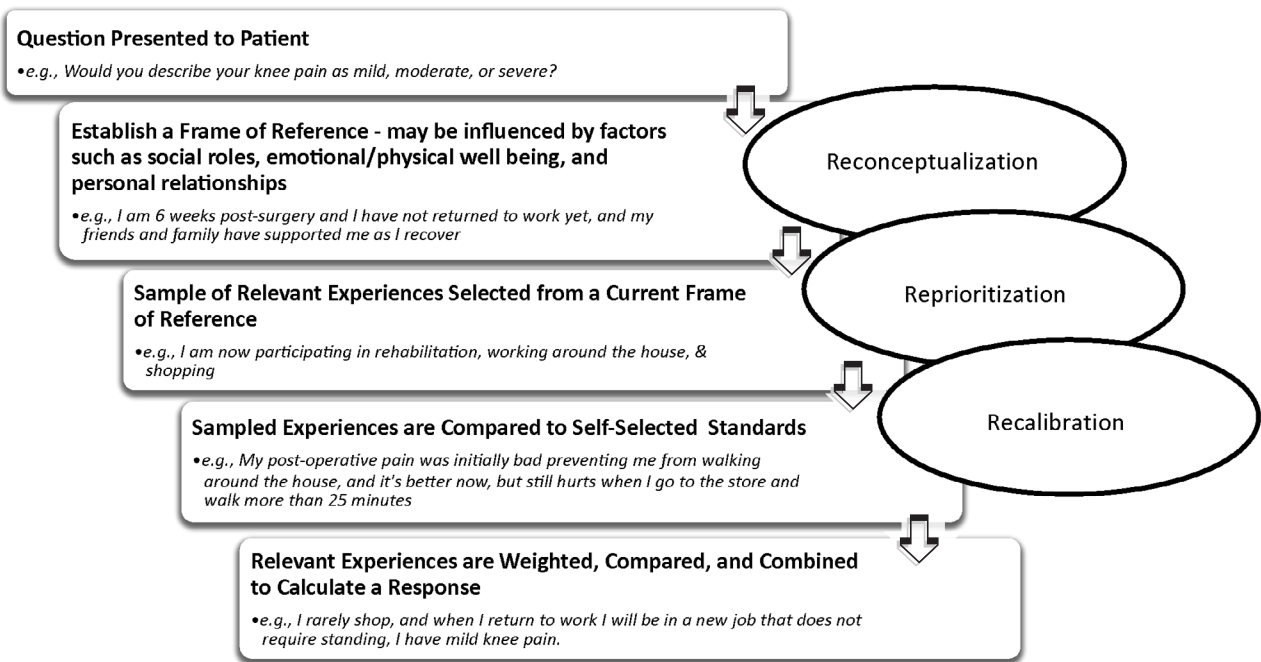 Question Presented to Patient
•e.g., Would you describe your knee pain as mild, moderate, or severe?
Establish a Frame of Reference - may be influenced by factors
such as social roles, emotional/physical well being, and
personal relationships
•e.g., I am 6 weeks post-surgery and I have not returned to work yet, and my
friends and family have supported me as I recover
Reconceptualization
Sample of Relevant Experiences Selected from a Current Frame
of Reference
•e.g., I am now participating in rehabilitation, working around the house, &
shopping
Reprioritization
Sampled Experiences are Compared to Self-Selected Standards
•e.g., My post-operative pain was initially bad preventing me from walking
around the house, and it's better now, but still hurts when I go to the store and
walk more than 25 minutes
Recalibration
Relevant Experiences are Weighted, Compared, and Combined
to Calculate a Response
•e.g., I rarely shop, and when I return to work I will be in a new job that does not
require standing, I have mild knee pain.